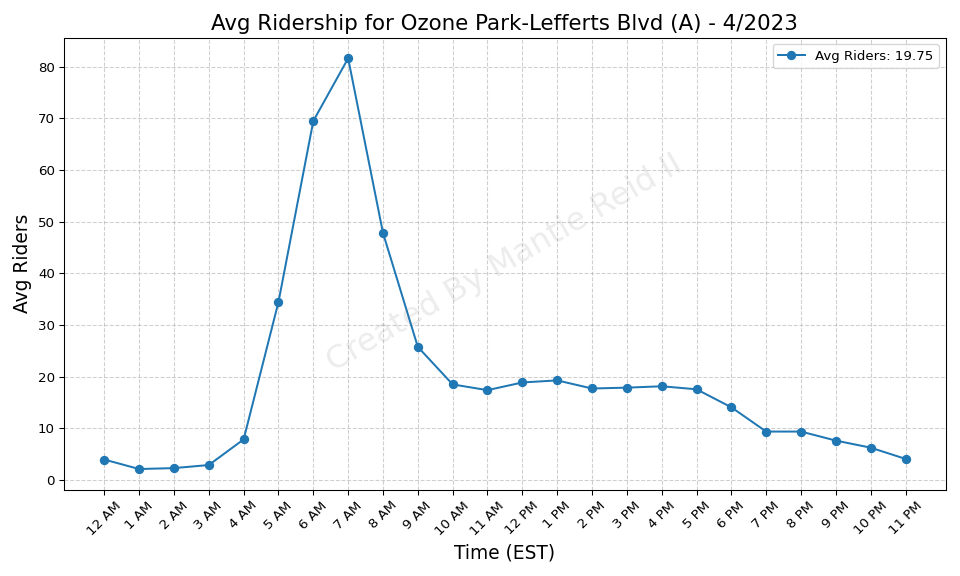 Avg Ridership for Ozone Park-Lefferts Blvd (A) - 4/2023
Avg Riders: 19.75
Avg Riders
80
70
60
50
40
30
20
10
0
Created By Mantie Reid II
12 AM
1 AM
2 AM
3 AM
4 AM
5 AM
6 AM
7 AM
8 AM
9 AM
10 AM
11 AM
12 PM
1 PM
2 PM
3 PM
4 PM
5 PM
6 PM
7 PM
8 PM
9 PM
10 PM
11 PM
Time (EST)